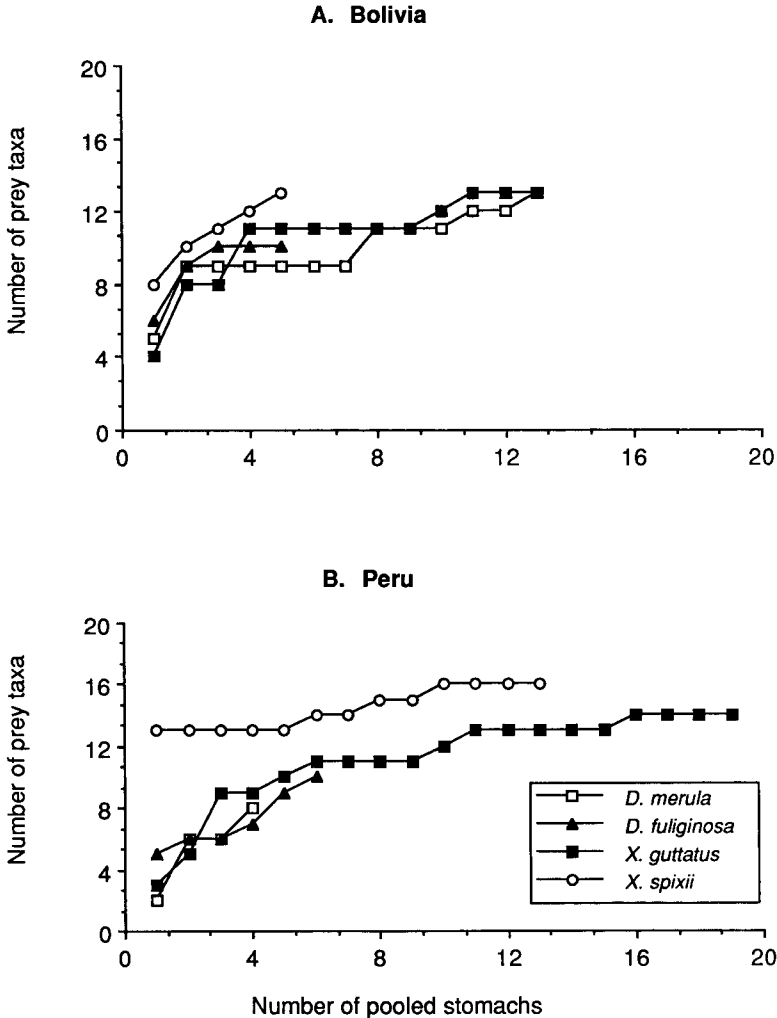 A. Bolivia
20
16
12
8
4
0
Number of prey taxa
0 4 8 12 16 20
B. Peru
20
16
12
8
4
0
Number of prey taxa
D. merula
D. fuliginosa
X. guttatus
X. spixii
0 4 8 12 16 20
Number of pooled stomachs